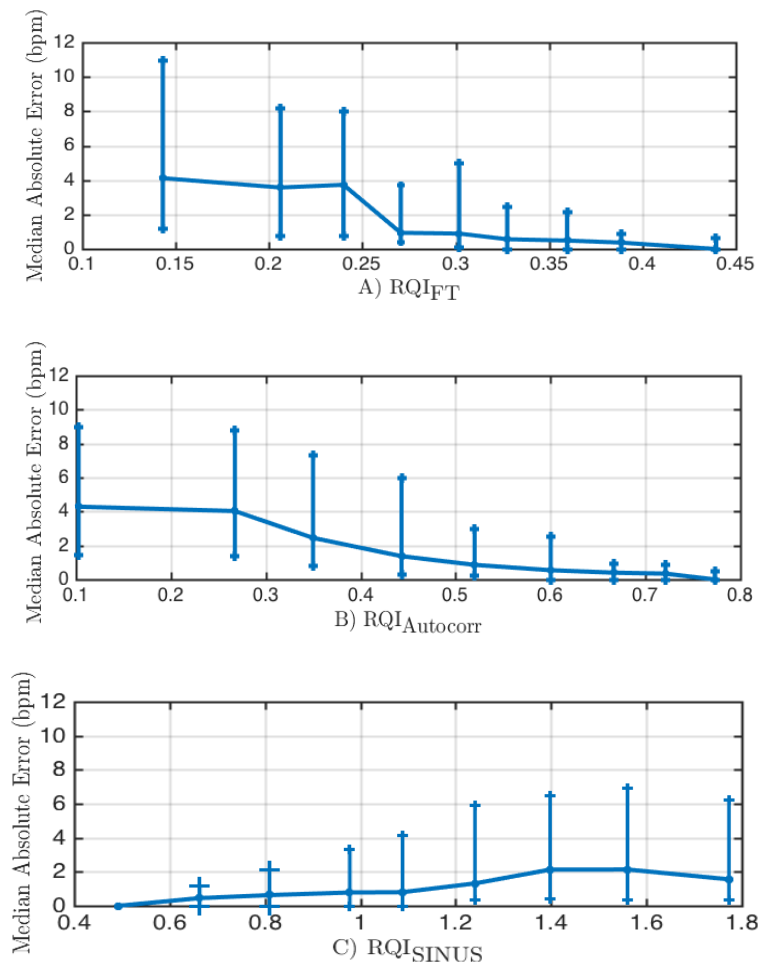 Median Absolute Error (bpm)
12
10
8
6
4
2
0
0.1 0.15 0.2 0.25 0.3 0.35 0.4 0.45
A) RQI_FT
Median Absolute Error (bpm)
12
10
8
6
4
2
0
0.1 0.2 0.3 0.4 0.5 0.6 0.7 0.8
B) RQI_Autocorr
Median Absolute Error (bpm)
12
10
8
6
4
2
0
0.4 0.6 0.8 1 1.2 1.4 1.6 1.8
C) RQI_SINUS